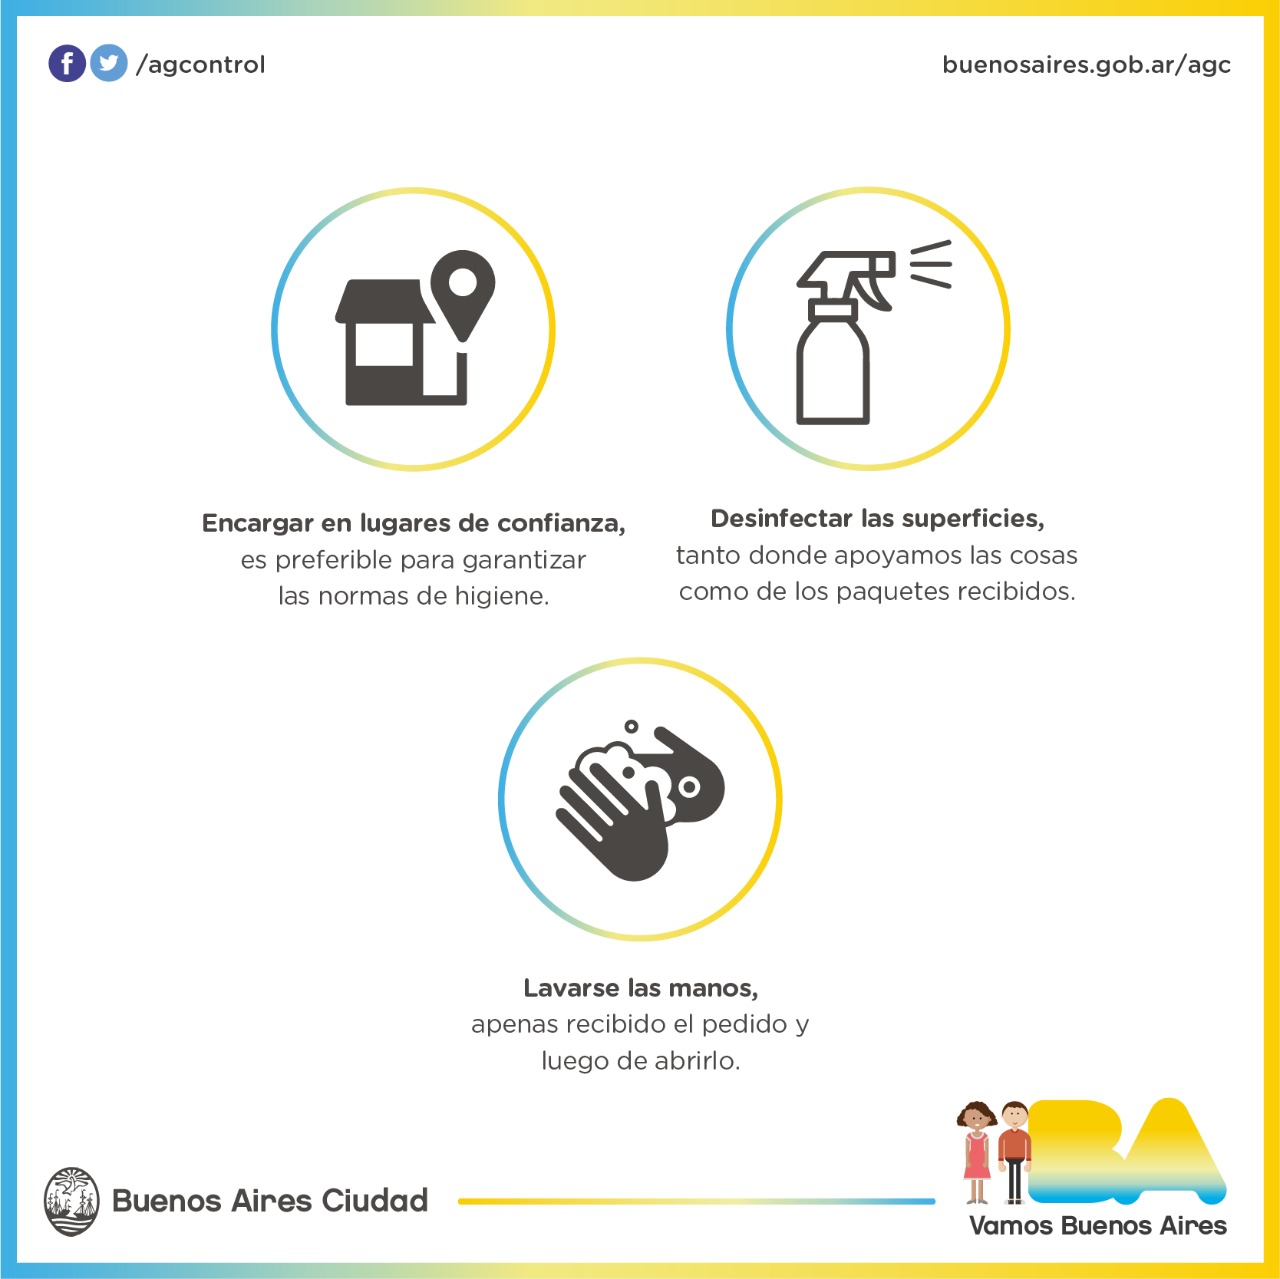 /agcontrol
buenosaires.gob.ar/agc
Encargar en lugares de confianza,
es preferible para garantizar
las normas de higiene.
Desinfectar las superficies,
tanto donde apoyamos las cosas
como de los paquetes recibidos.
Lavarse las manos,
apenas recibido el pedido y
luego de abrirlo.
Buenos Aires Ciudad
BA
Vamos Buenos Aires